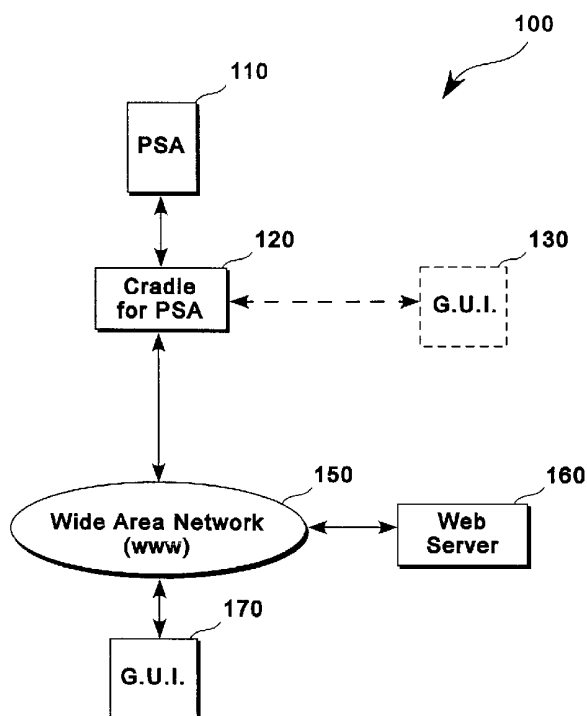 100
110
PSA
120
130
Cradle
for PSA
G.U.I.
150
160
Wide Area Network
(www)
Web
Server
170
G.U.I.